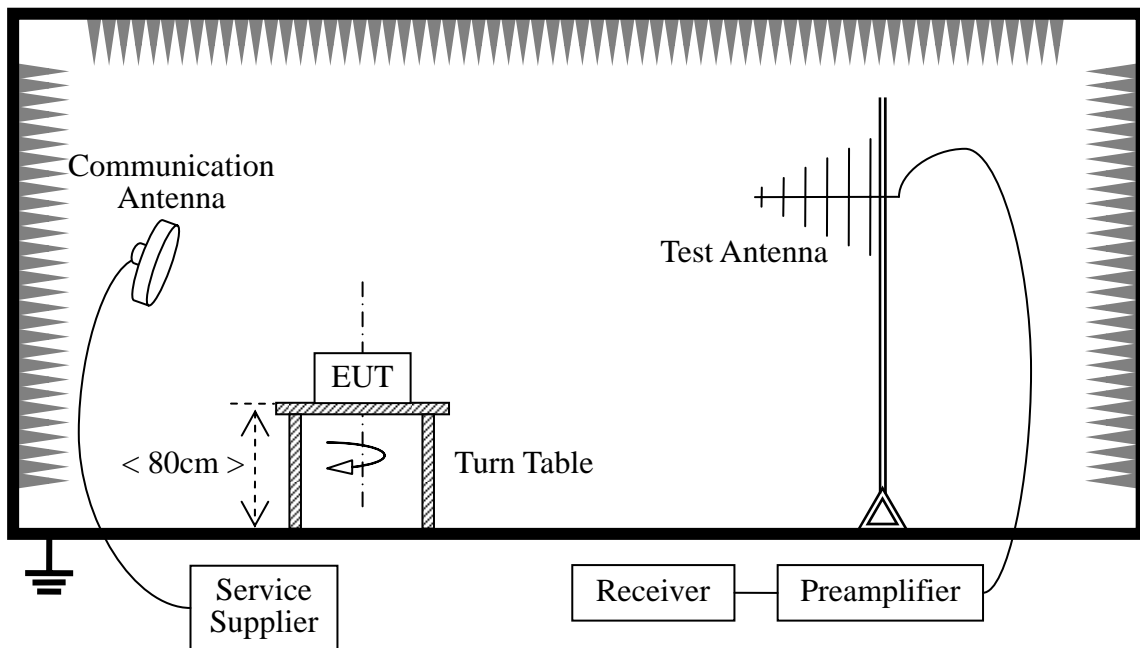 Communication
Antenna
Test Antenna
EUT
< 80cm >
Turn Table
Service
Supplier
Receiver
Preamplifier